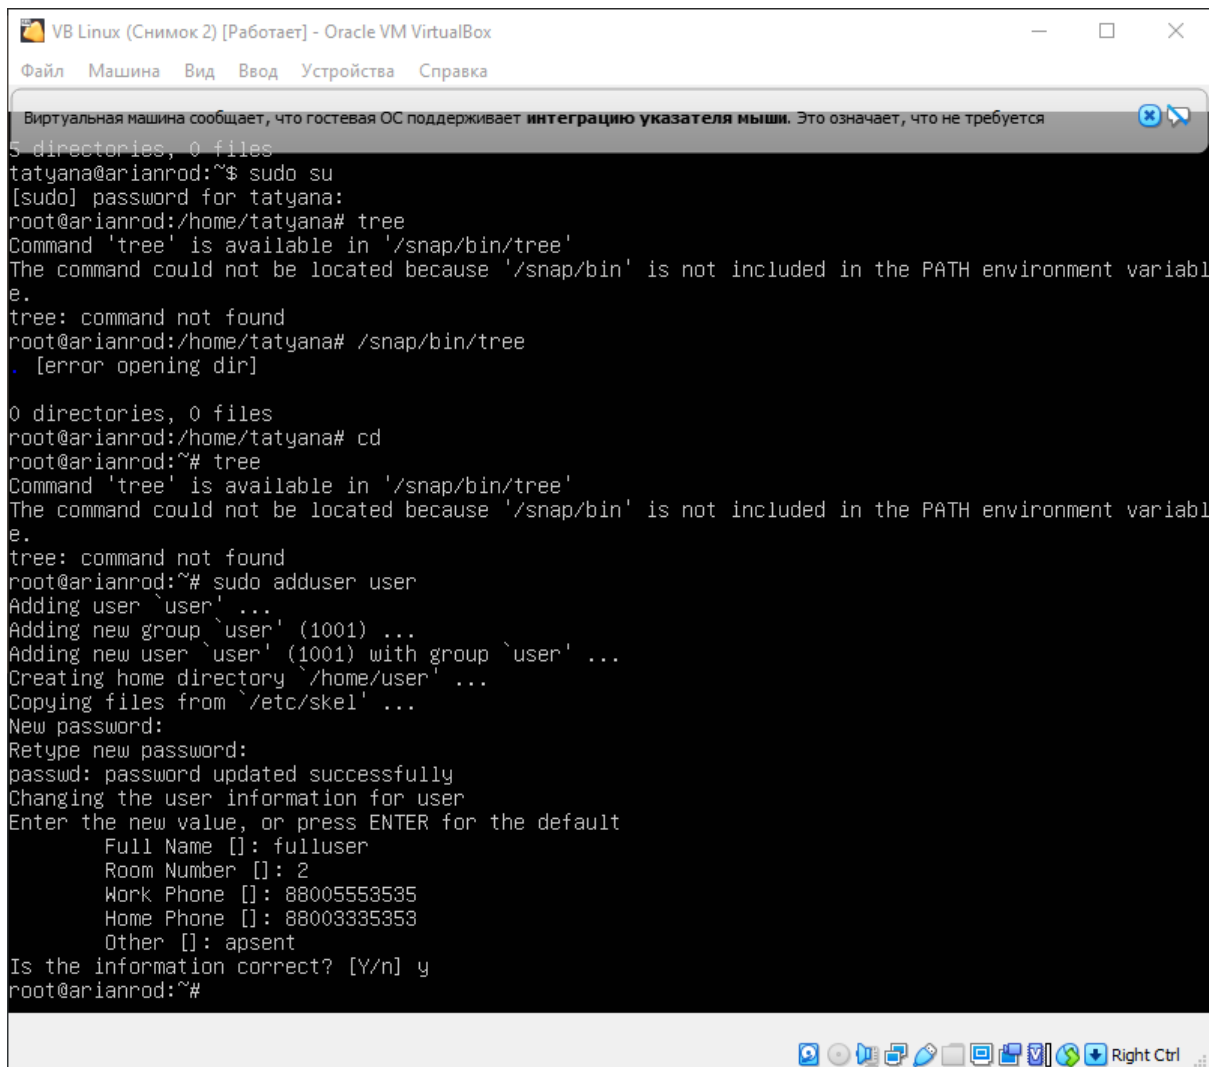 VB Linux (Снимок 2) [Работает] - Oracle VM VirtualBox
Файл Машина Вид Ввод Устройства Справка
Виртуальная машина сообщает, что гостевая ОС поддерживает интеграцию указателя мыши. Это означает, что не требуется
5 directories, 0 files
tatyana@arianrod:~$ sudo su
[sudo] password for tatyana:
root@arianrod:/home/tatyana# tree
Command 'tree' is available in '/snap/bin/tree'
The command could not be located because '/snap/bin' is not included in the PATH environment variabl
e.
tree: command not found
root@arianrod:/home/tatyana# /snap/bin/tree
. [error opening dir]
0 directories, 0 files
root@arianrod:/home/tatyana# cd
root@arianrod:~# tree
Command 'tree' is available in '/snap/bin/tree'
The command could not be located because '/snap/bin' is not included in the PATH environment variabl
e.
tree: command not found
root@arianrod:~# sudo adduser user
Adding user `user' ...
Adding new group `user' (1001) ...
Adding new user `user' (1001) with group `user' ...
Creating home directory `/home/user' ...
Copying files from `/etc/skel' ...
New password:
Retype new password:
passwd: password updated successfully
Changing the user information for user
Enter the new value, or press ENTER for the default
Full Name []: fulluser
Room Number []: 2
Work Phone []: 88005553535
Home Phone []: 88003335353
Other []: apsent
Is the information correct? [Y/n] y
root@arianrod:~#
Right Ctrl